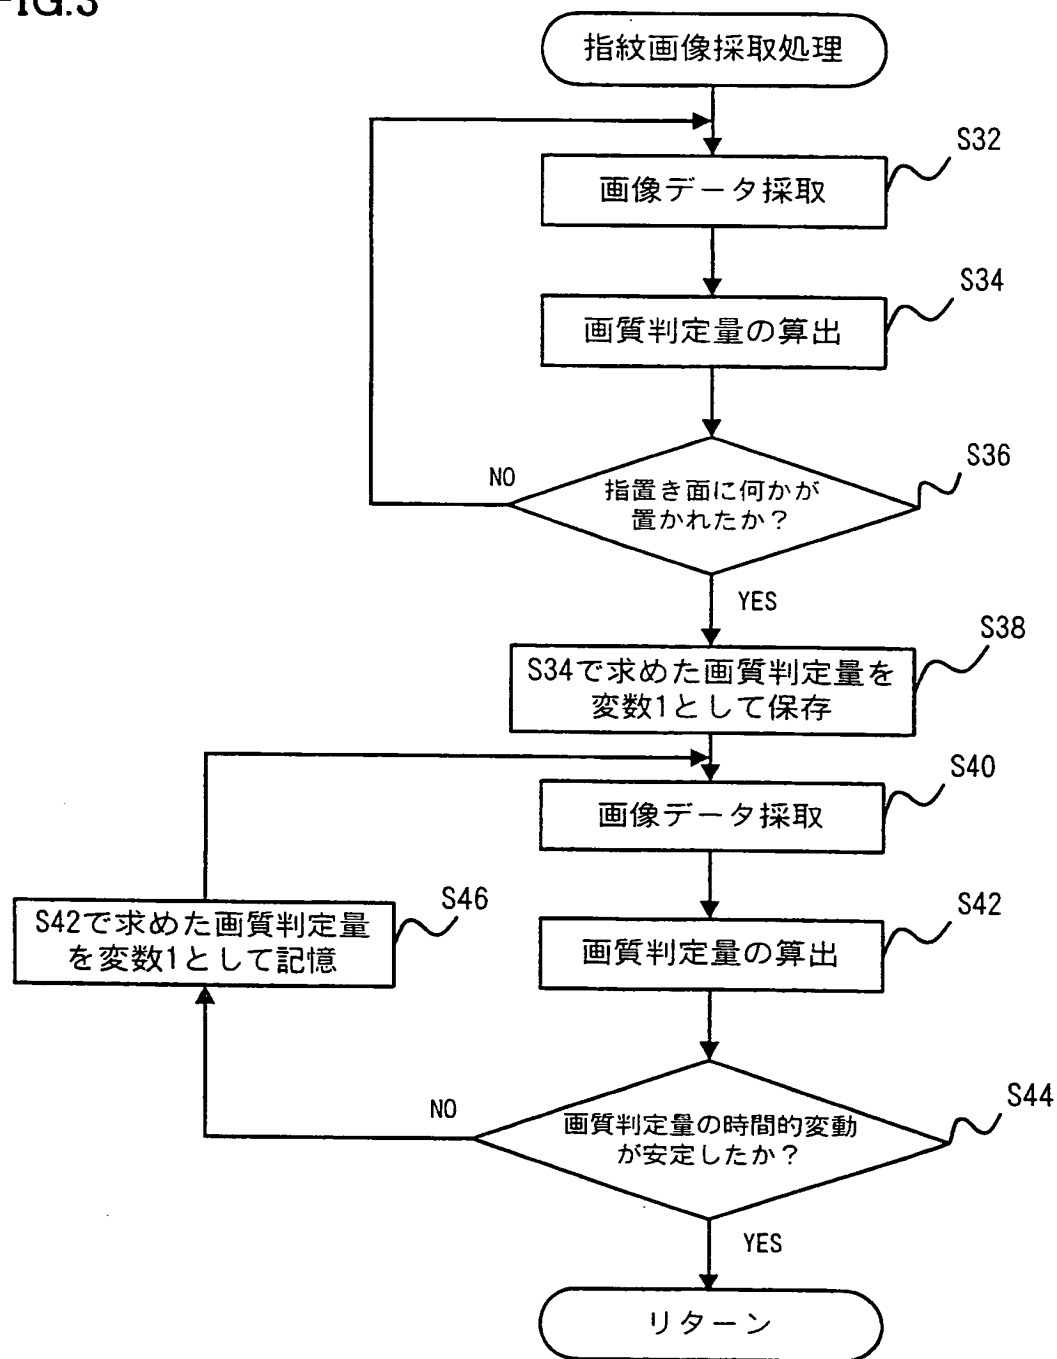 FIG.3
指紋画像採取処理
S32
画像データ採取
S34
画質判定量の算出
S36
NO
指置き面に何かが
置かれたか?
YES
S38
S34で求めた画質判定量を
変数1として保存
S40
画像データ採取
S46
S42で求めた画質判定量
を変数1として記憶
S42
画質判定量の算出
S44
NO
画質判定量の時間的変動
が安定したか?
YES
リターン